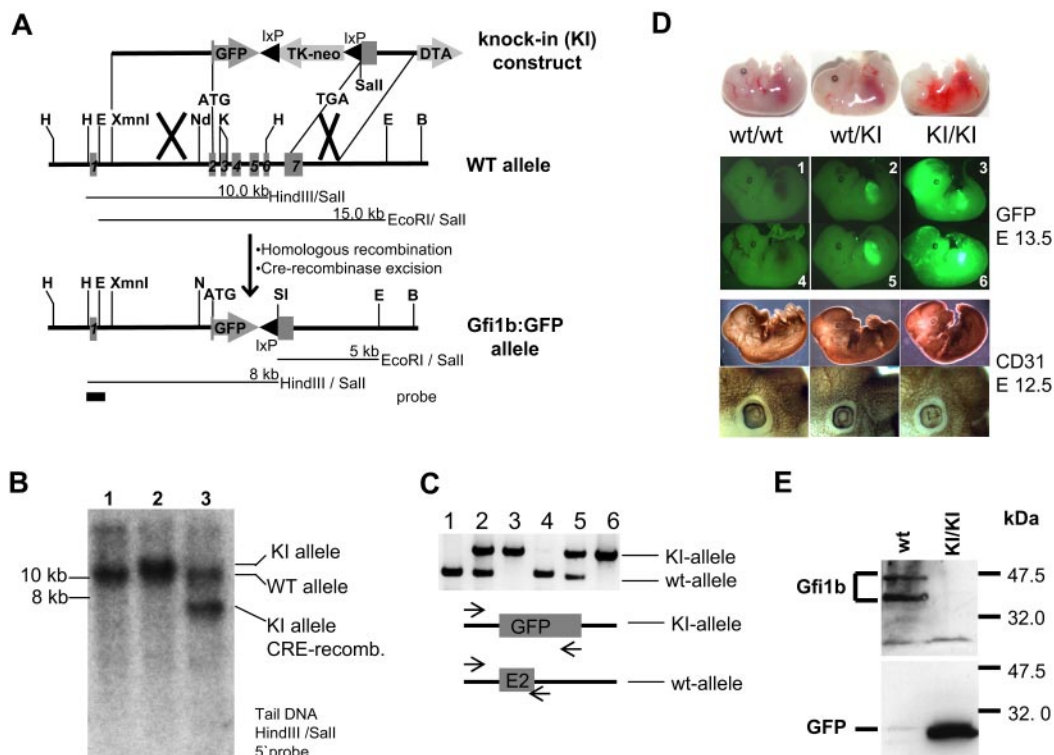 A
lxP
lxP
GFP
TK-neo
DTA
knock-in (KI)
construct
SalI
ATG
TGA
H
H
E
XmnI
Nd
K
H
E
B
1
2
3
4
5
6
7
WT allele
10,0 kb
HindIII/SalI
15,0 kb
EcoRI/ SalI
•Homologous recombination
•Cre-recombinase excision
H
H
E
XmnI
N
ATG
SI
E
B
1
GFP
lxP
Gfi1b:GFP
allele
5 kb
EcoRI / SalI
8 kb
HindIII / SalI
probe
B
1 2 3
10 kb
8 kb
KI allele
WT allele
KI allele
CRE-recomb.
Tail DNA
HindIII /SalI
5`probe
C
1 2 3 4 5 6
KI-allele
wt-allele
GFP
KI-allele
E2
wt-allele
D
wt/wt
wt/KI
KI/KI
1
2
3
4
5
6
GFP
E 13.5
CD31
E 12.5
E
wt
KI/KI
kDa
Gfi1b
47.5
32.0
47.5
32. 0
GFP